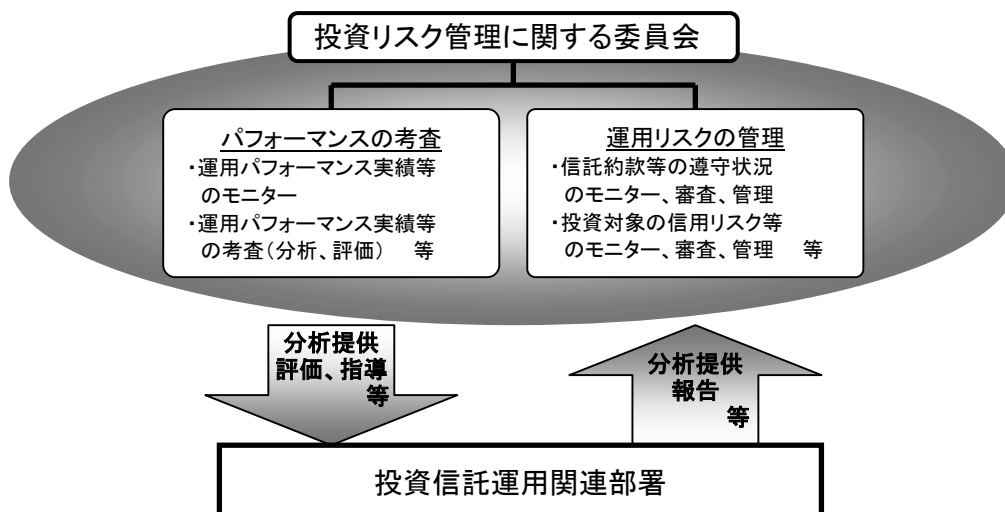 投資リスク管理に関する委員会
パフォーマンスの考査
・運用パフォーマンス実績等
のモニター
・運用パフォーマンス実績等
の考査(分析、評価)　等
運用リスクの管理
・信託約款等の遵守状況
のモニター、審査、管理
・投資対象の信用リスク等
のモニター、審査、管理　等
分析提供
評価、指導
等
分析提供
報告
等
投資信託運用関連部署